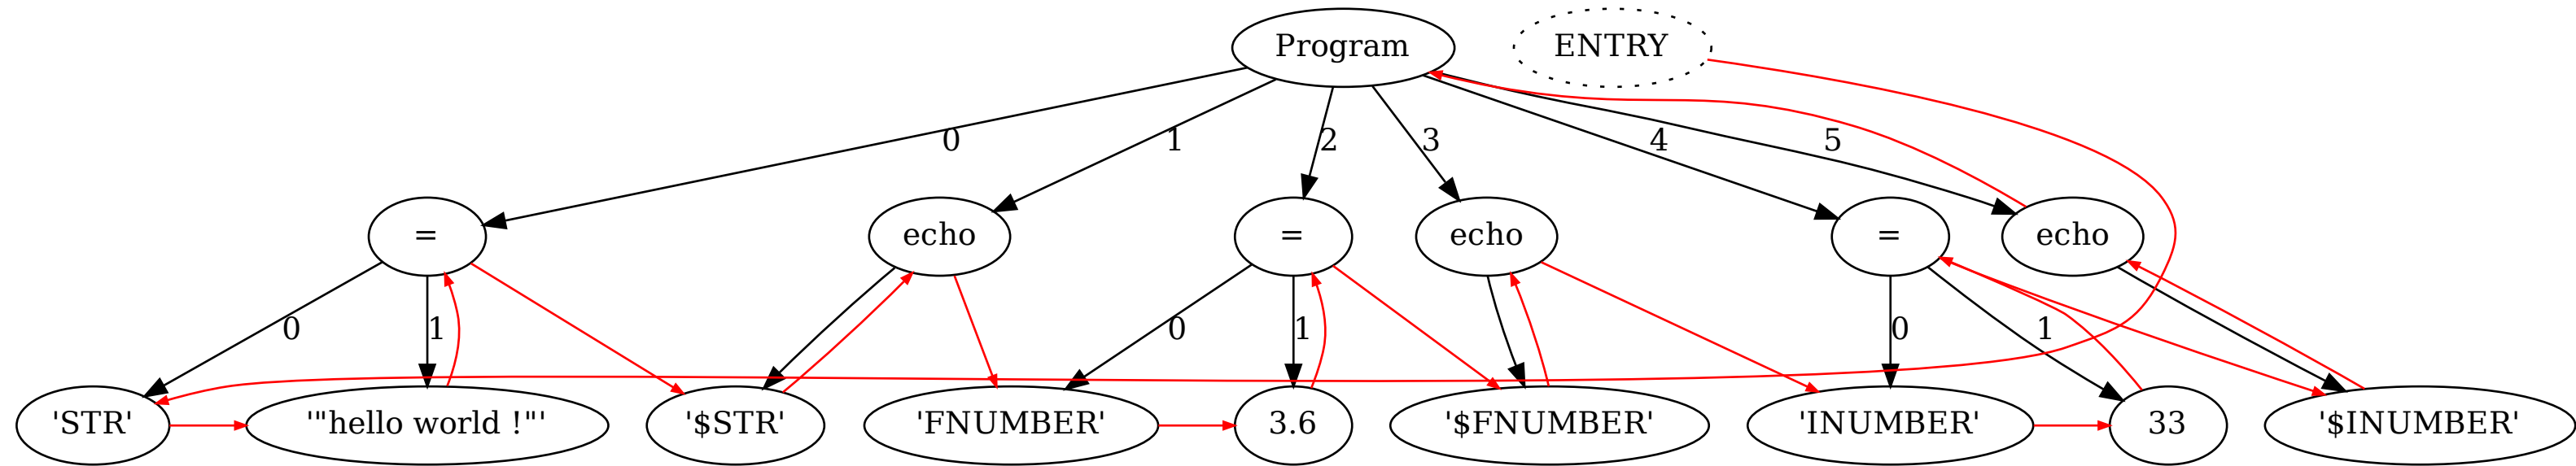 Program
ENTRY
0
1
2
3
4
5
=
echo
=
echo
=
echo
0
1
0
1
0
1
'STR'
'"hello world !"'
'$STR'
'FNUMBER'
3.6
'$FNUMBER'
'INUMBER'
33
'$INUMBER'